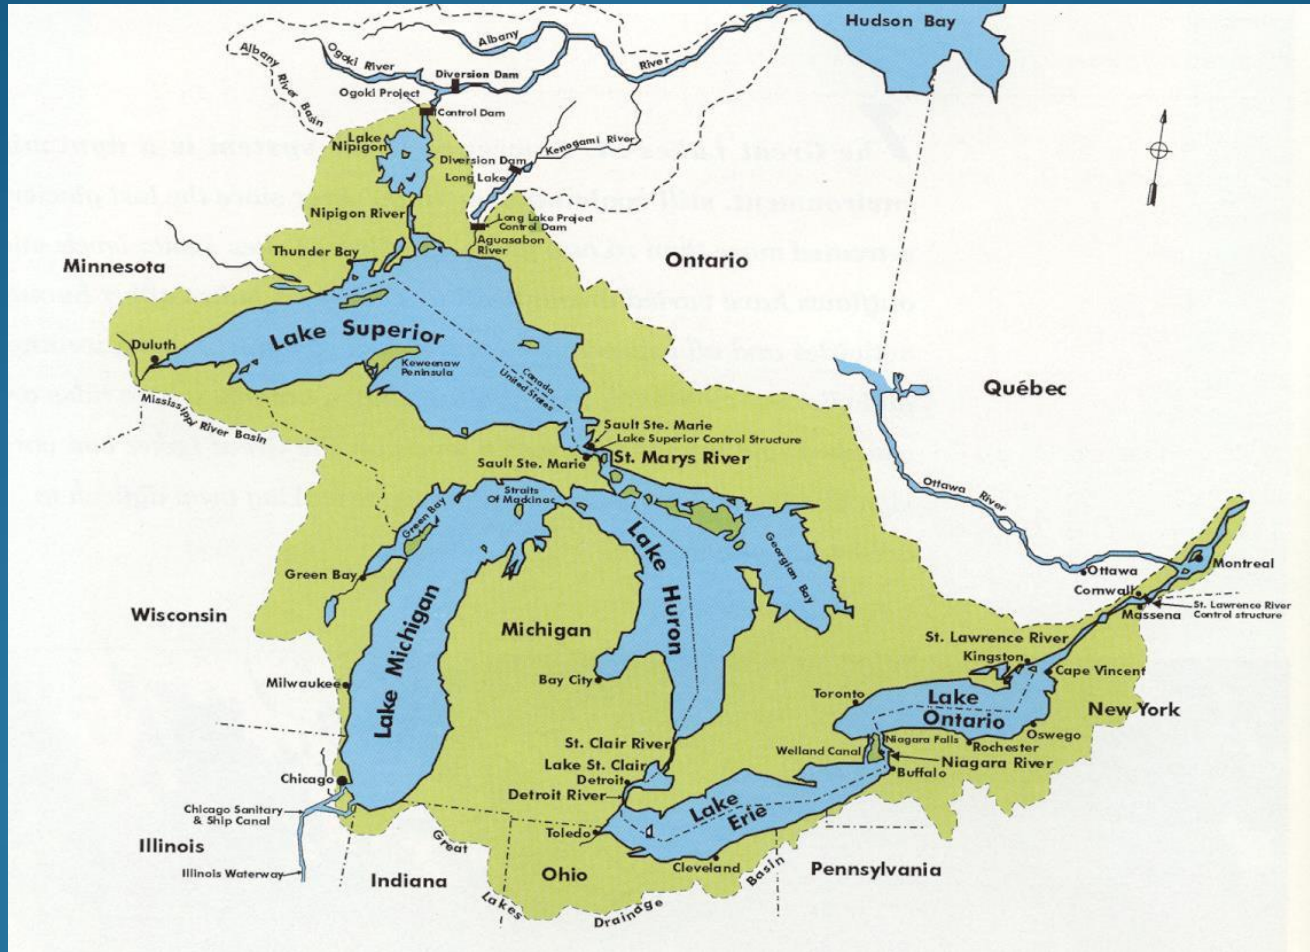 Hudson Bay
Albany
River
Ogoki River
Albany River Basin
Diversion Dam
Ogoki Project
Control Dam
Lake
Nipigon
Kenogami River
Diversion Dam
Long Lake
Nipigon River
Long Lake Project
Control Dam
Aguasabon
River
Thunder Bay
Minnesota
Ontario
Lake Superior
Duluth
Keweenaw
Peninsula
Canada
United States
Québec
Mississippi River Basin
Sault Ste. Marie
Lake Superior Control Structure
Sault Ste. Marie
St. Marys River
Straits
Of Mackinac
Green Bay
Ottawa River
Lake Huron
Georgian Bay
Green Bay
Ottawa
Montreal
Cornwall
Massena
St. Lawrence River
Control structure
Wisconsin
Lake Michigan
Michigan
St. Lawrence River
Kingston
Cape Vincent
Bay City
Milwaukee
Toronto
Lake
Ontario
New York
Oswego
Rochester
Niagara Falls
Welland Canal
Niagara River
Buffalo
St. Clair River
Lake St. Clair
Detroit
Detroit River
Chicago
Chicago Sanitary
& Ship Canal
Lake
Erie
Toledo
Cleveland
Illinois
Illinois Waterway
Indiana
Ohio
Pennsylvania
Great
Lakes
Drainage
Basin